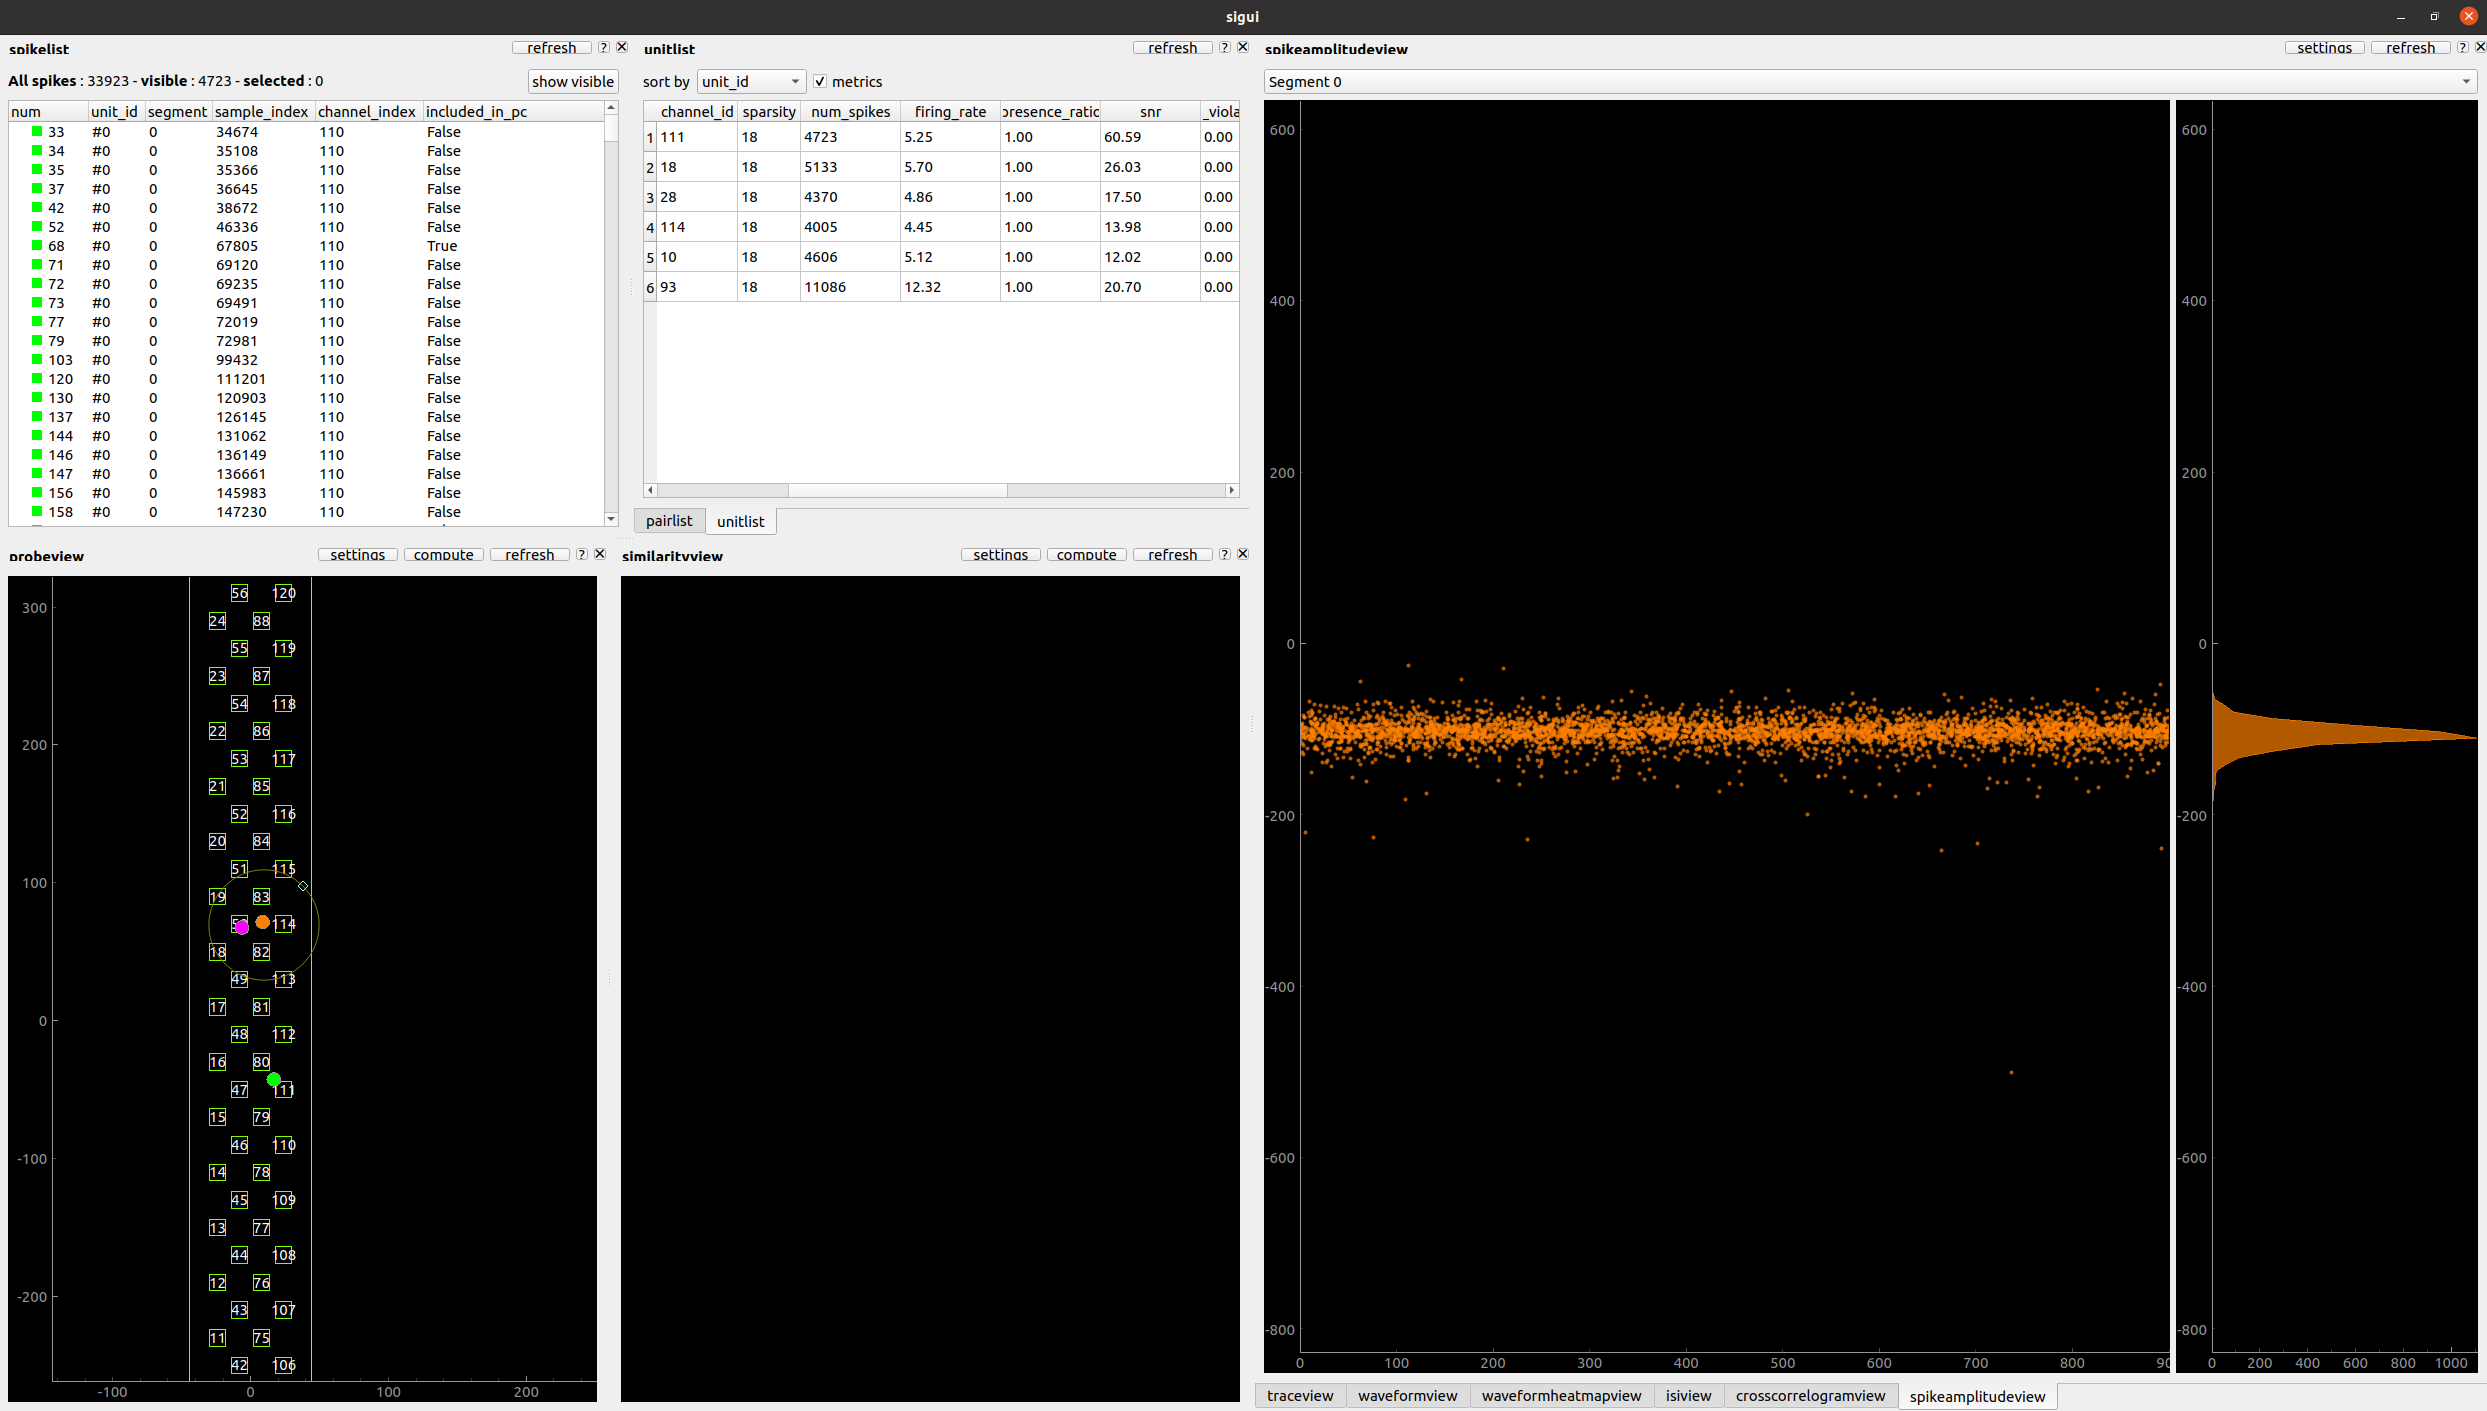 sigui
spikelist refresh ?
All spikes : 33923 - visible : 4723 - selected : 0 show visible
num unit_id segment sample_index channel_index included_in_pc
33 #0 0 34674 110 False
34 #0 0 35108 110 False
35 #0 0 35366 110 False
37 #0 0 36645 110 False
42 #0 0 38672 110 False
52 #0 0 46336 110 False
68 #0 0 67805 110 True
71 #0 0 69120 110 False
72 #0 0 69235 110 False
73 #0 0 69491 110 False
77 #0 0 72019 110 False
79 #0 0 72981 110 False
103 #0 0 99432 110 False
120 #0 0 111201 110 False
130 #0 0 120903 110 False
137 #0 0 126145 110 False
144 #0 0 131062 110 False
146 #0 0 136149 110 False
147 #0 0 136661 110 False
156 #0 0 145983 110 False
158 #0 0 147230 110 False
unitlist refresh ?
sort by unit_id metrics
channel_id sparsity num_spikes firing_rate presence_ratio snr _viola
1 111 18 4723 5.25 1.00 60.59 0.00
2 18 18 5133 5.70 1.00 26.03 0.00
3 28 18 4370 4.86 1.00 17.50 0.00
4 114 18 4005 4.45 1.00 13.98 0.00
5 10 18 4606 5.12 1.00 12.02 0.00
6 93 18 11086 12.32 1.00 20.70 0.00
pairlist unitlist
probeview settings compute refresh ?
56 120
300
24 88
55 119
23 87
54 118
22 86
200
53 117
21 85
52 116
20 84
51 115
100
19 83
114
18 82
49 113
17 81
0
48 112
16 80
47 111
15 79
46 110
-100
14 78
45 109
13 77
44 108
12 76
-200
43 107
11 75
42 106
-100 0 100 200
similarityview settings compute refresh ?
spikeamplitudeview settings refresh ?
Segment 0
600 600
400 400
200 200
0 0
-200 -200
-400 -400
-600 -600
-800 -800
0 100 200 300 400 500 600 700 800 90
0 200 400 600 800 1000
traceview waveformview waveformheatmapview isiview crosscorrelogramview spikeamplitudeview